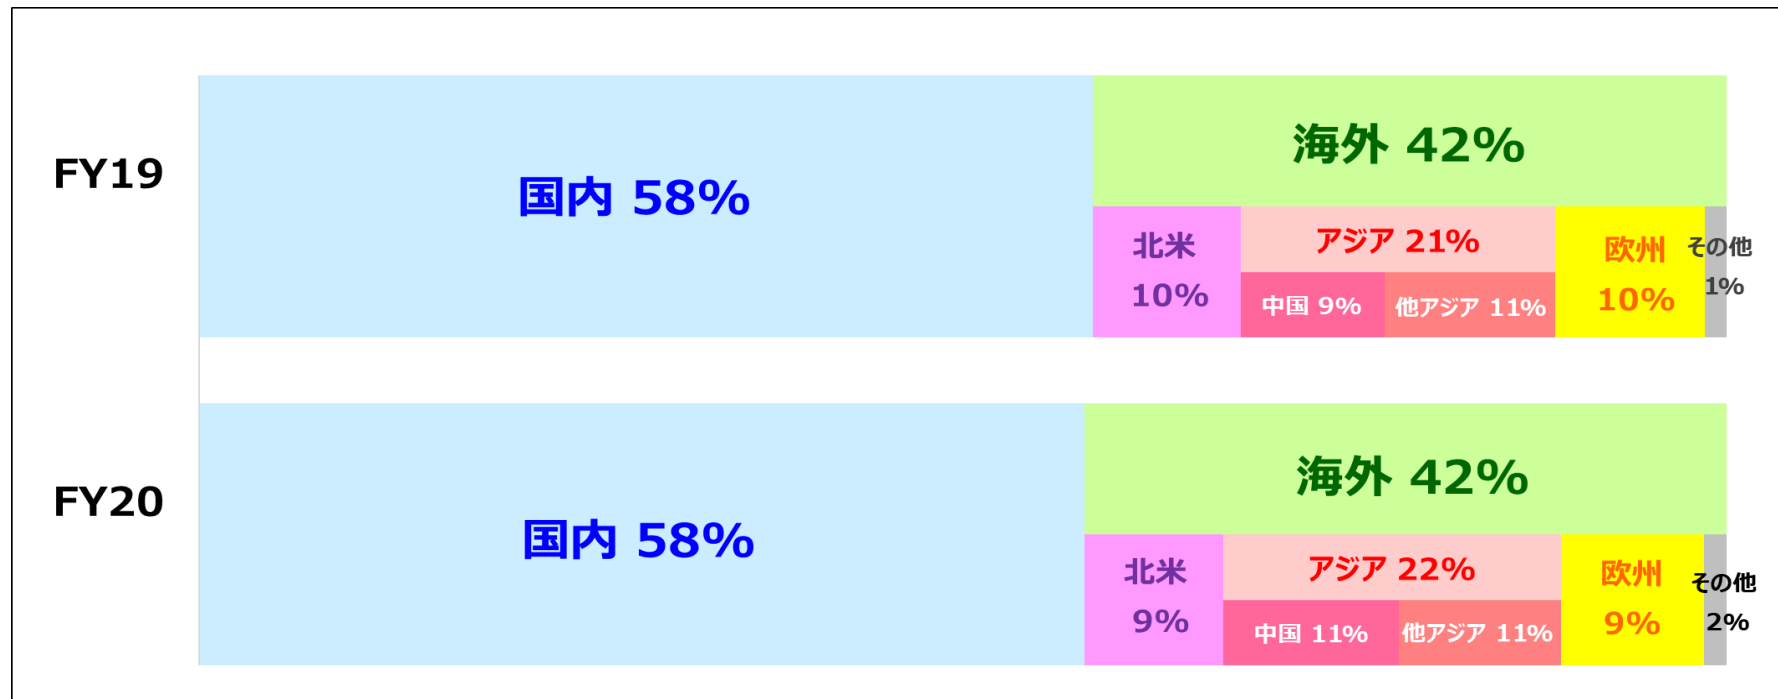 FY19
国内 58%
海外 42%
北米
10%
アジア 21%
中国 9%
他アジア 11%
欧州
10%
その他
1%
FY20
国内 58%
海外 42%
北米
9%
アジア 22%
中国 11%
他アジア 11%
欧州
9%
その他
2%